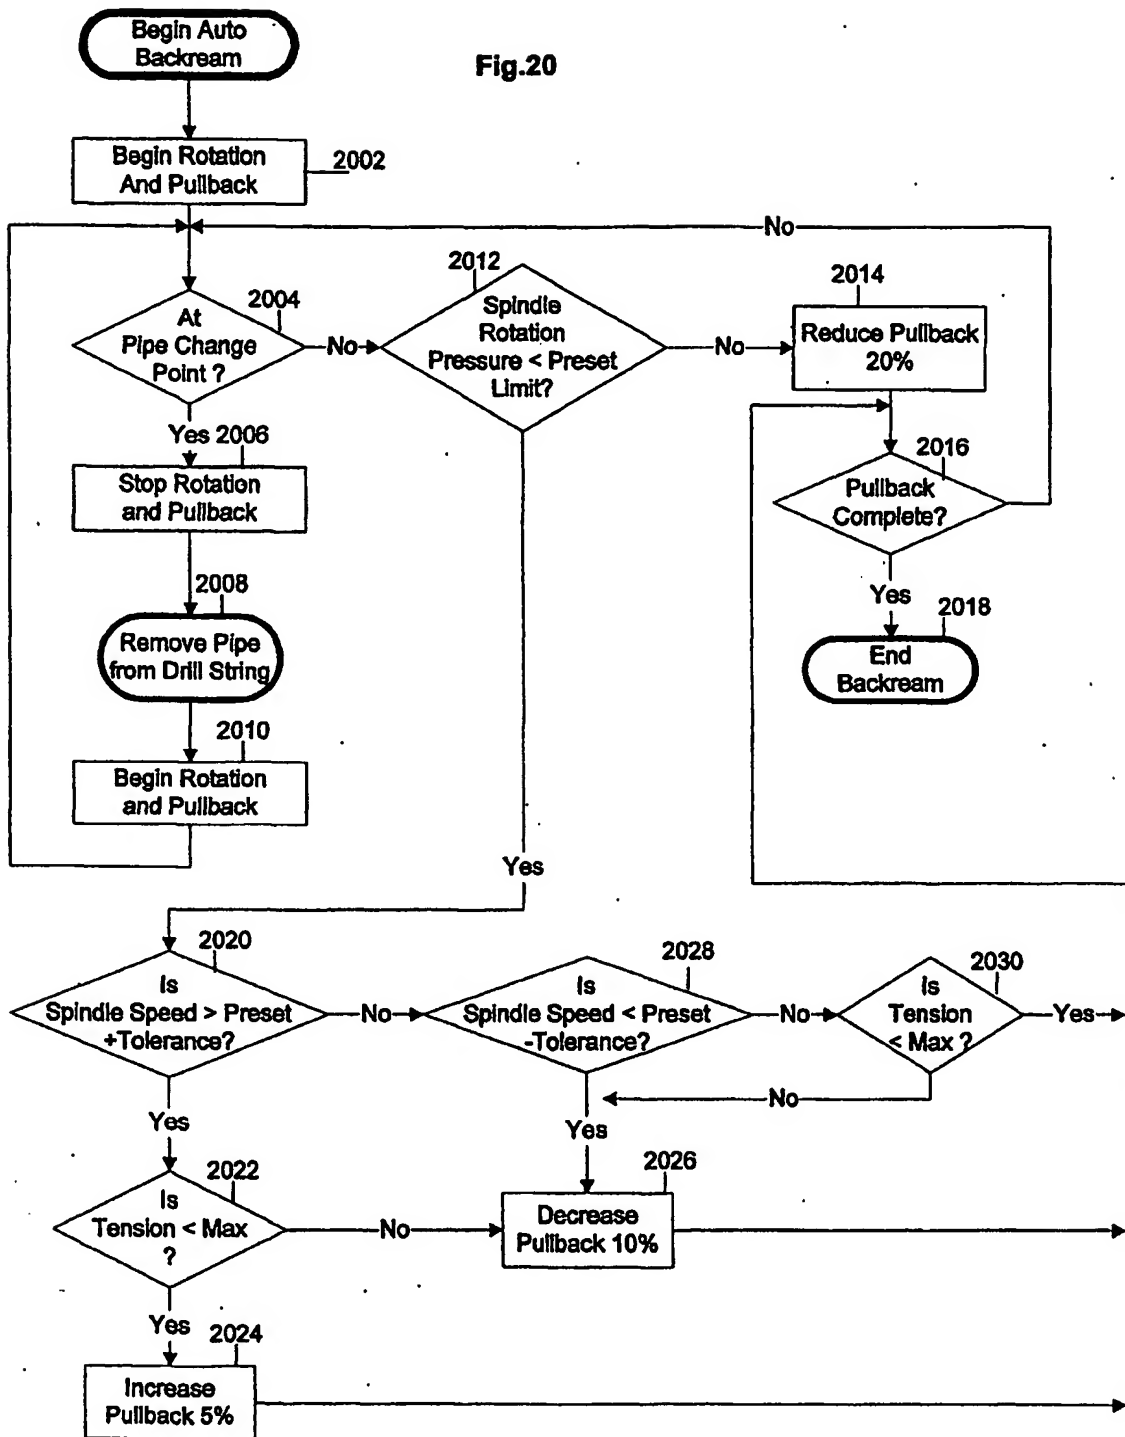 Begin Auto
Backream
Fig.20
Begin Rotation
And Pullback
2002
No
2004
At
Pipe Change
Point ?
No
2012
Spindle
Rotation
Pressure < Preset
Limit?
No
2014
Reduce Pullback
20%
Yes 2006
Stop Rotation
and Pullback
2016
Pullback
Complete?
Yes
2008
Remove Pipe
from Drill String
2018
End
Backream
2010
Begin Rotation
and Pullback
Yes
2020
Is
Spindle Speed > Preset
+Tolerance?
No
2028
Is
Spindle Speed < Preset
-Tolerance?
No
2030
Is
Tension
< Max ?
Yes
No
Yes
Yes
2022
Is
Tension < Max
?
No
2026
Decrease
Pullback 10%
Yes
2024
Increase
Pullback 5%